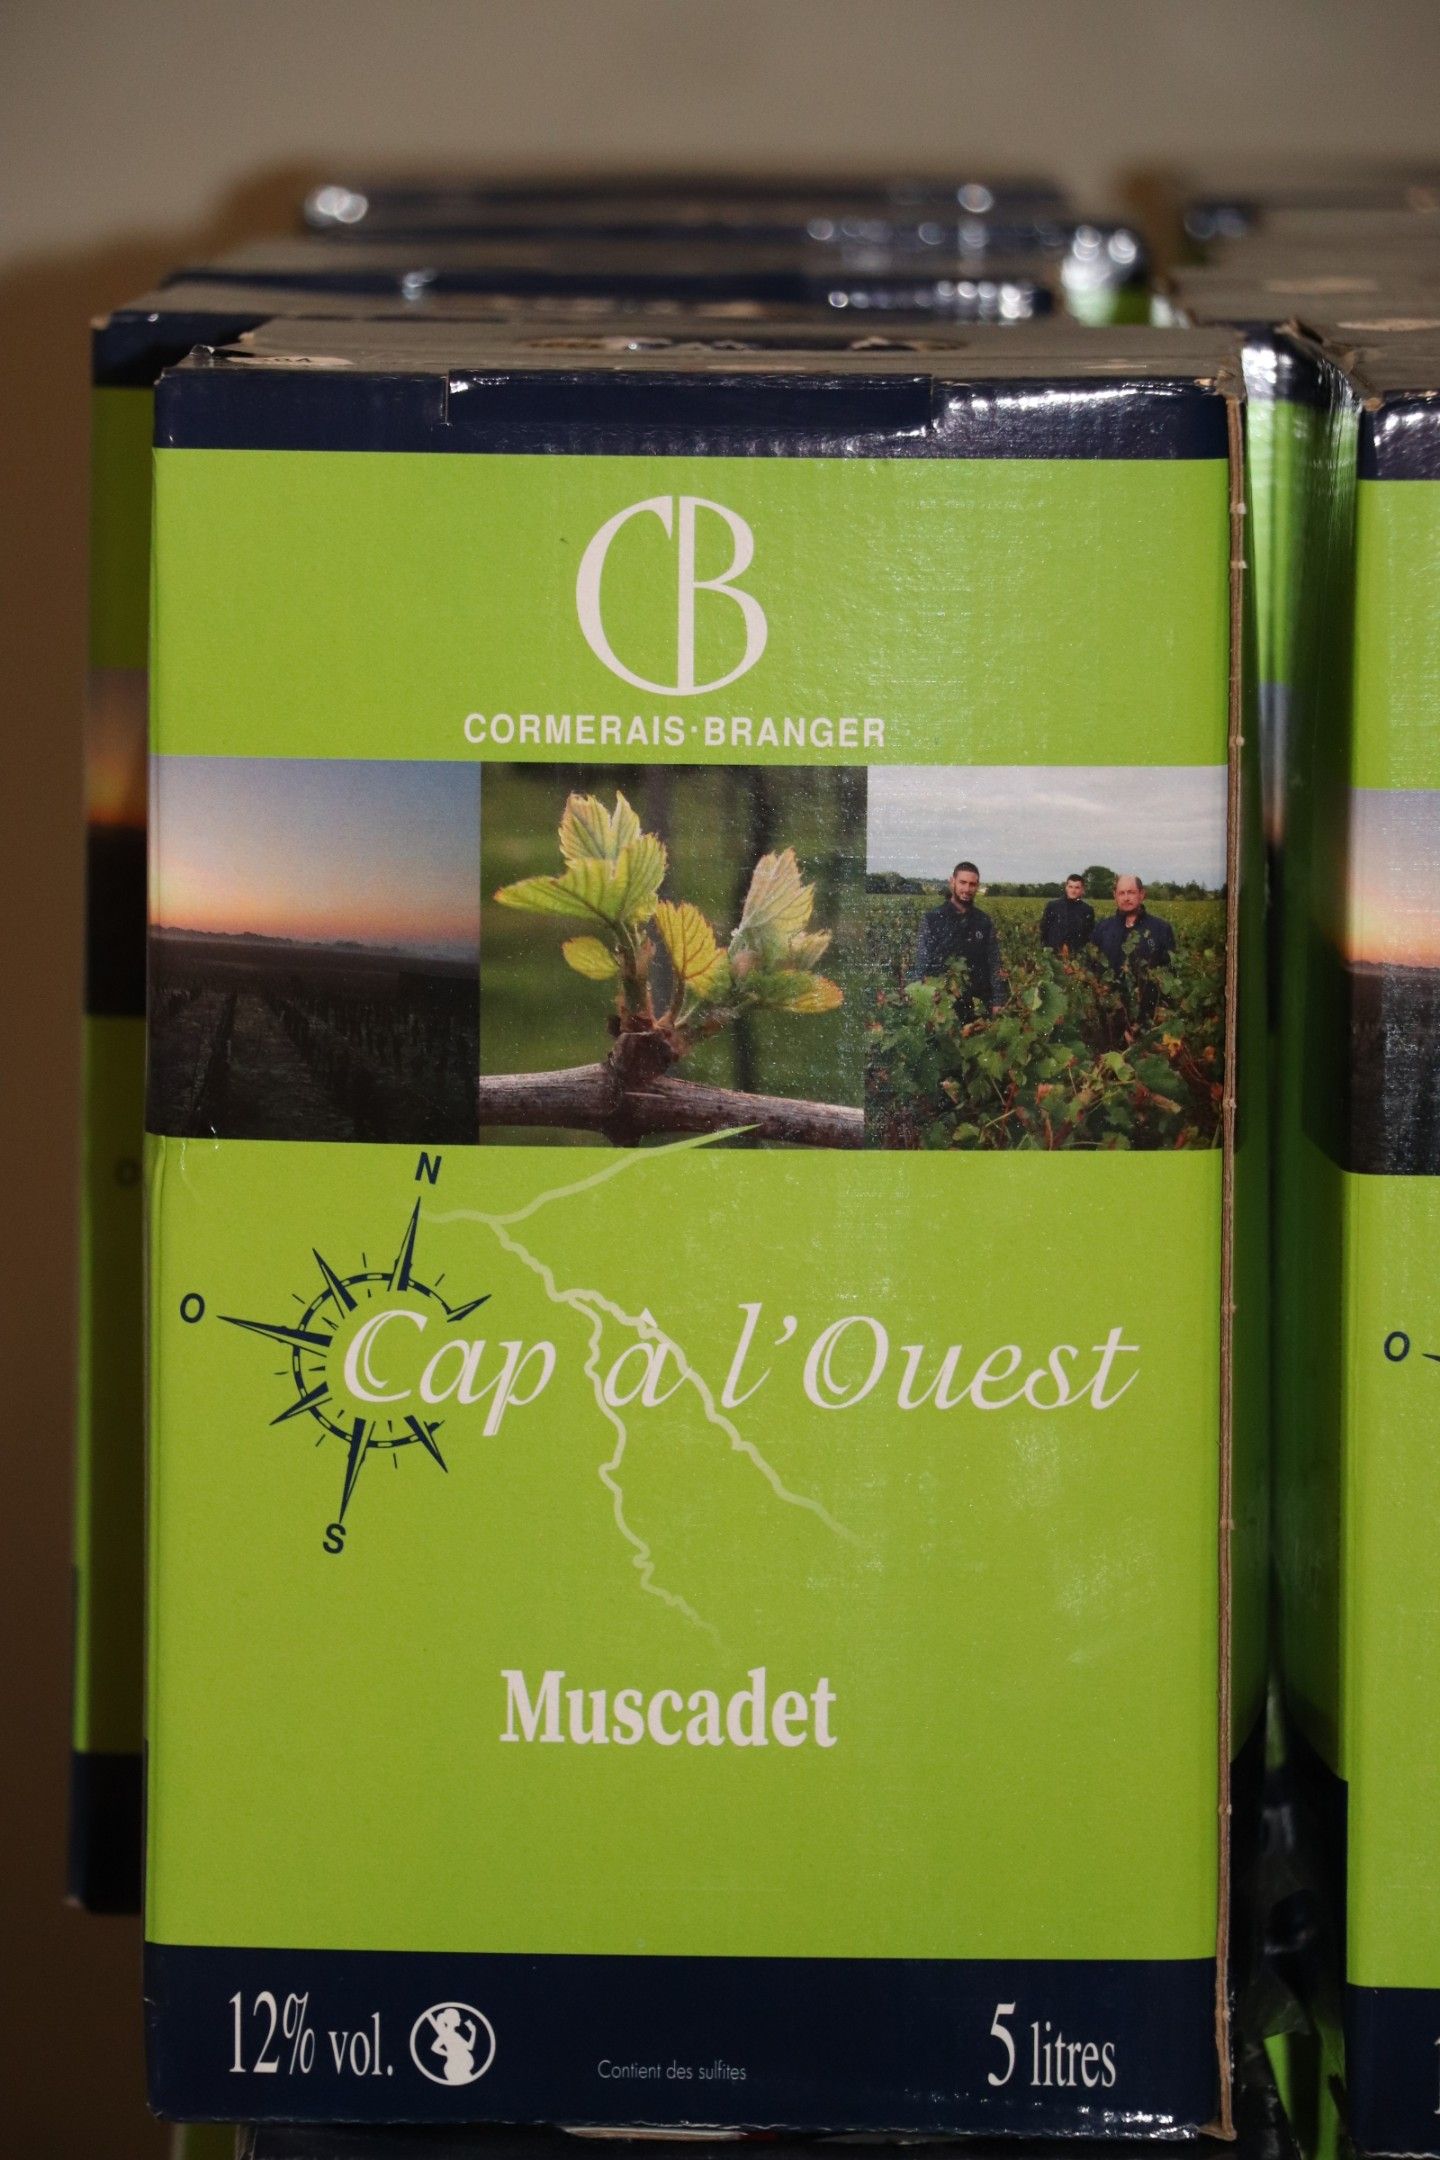 CB
CORMERAIS·BRANGER
N
O
Cap à l'Ouest
S
Muscadet
12% vol.
Contient des sulfites
5 litres
O